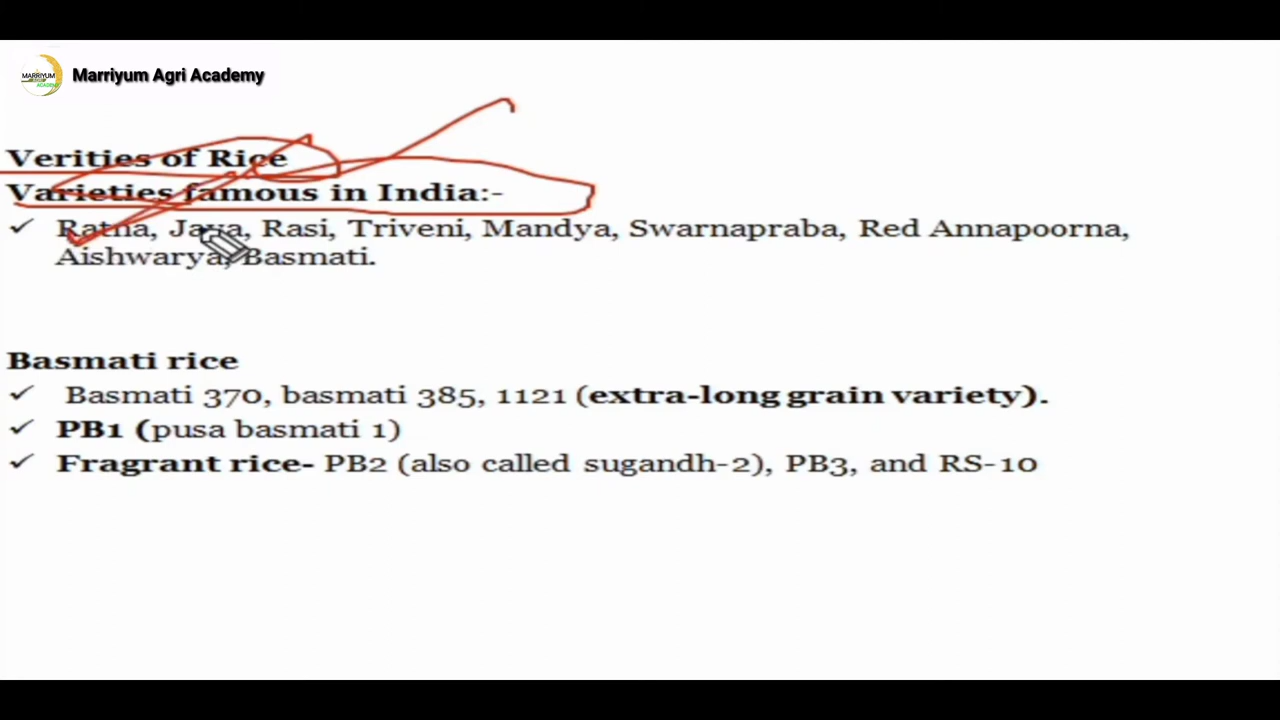 MARRIYUM
ACADEMY
Marriyum Agri Academy
Verities of Rice
Varieties famous in India:-
✓ Ratna, Jaya, Rasi, Triveni, Mandya, Swarnapraba, Red Annapoorna,
Aishwarya, Basmati.
Basmati rice
✓ Basmati 370, basmati 385, 1121 (extra-long grain variety).
✓ PB1 (pusa basmati 1)
✓ Fragrant rice- PB2 (also called sugandh-2), PB3, and RS-10